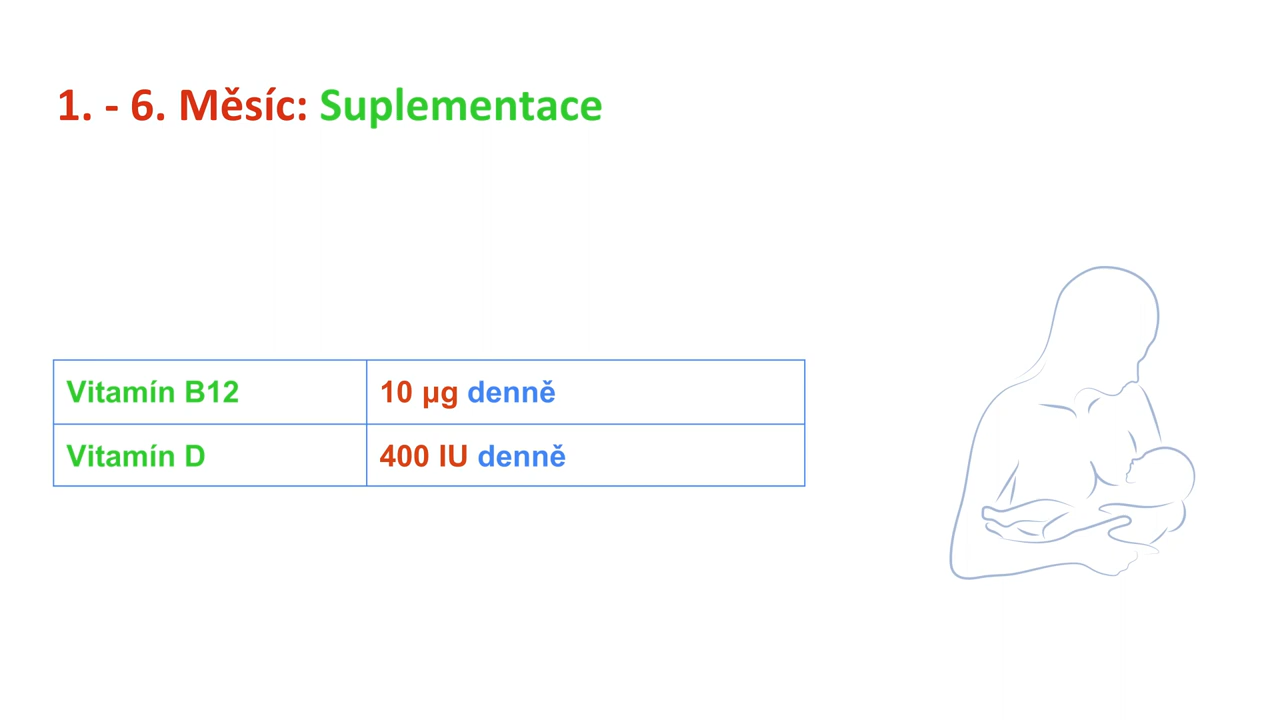 1. - 6. Měsíc: Suplementace
Vitamín B12 10 µg denně
Vitamín D 400 IU denně